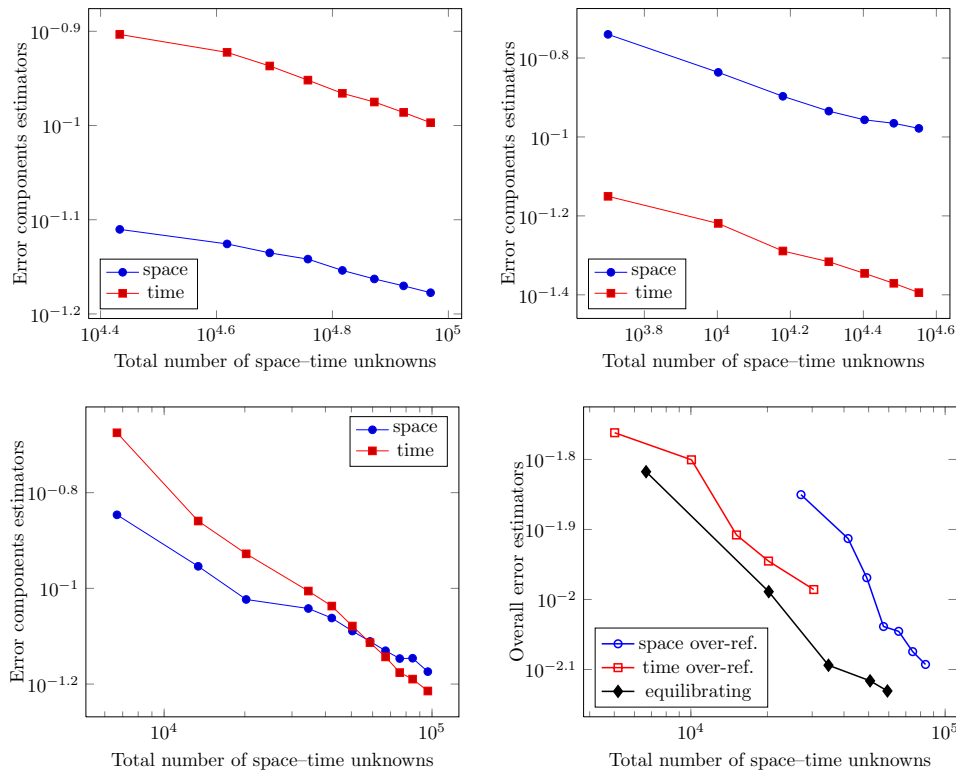 10^−0.9
10^−1
10^−1.1
10^−1.2
Error components estimators
space
time
10^4.4
10^4.6
10^4.8
10^5
Total number of space–time unknowns
10^−0.8
10^−1
10^−1.2
10^−1.4
Error components estimators
space
time
10^3.8
10^4
10^4.2
10^4.4
10^4.6
Total number of space–time unknowns
10^−0.8
10^−1
10^−1.2
Error components estimators
space
time
10^4
10^5
Total number of space–time unknowns
10^−1.8
10^−1.9
10^−2
10^−2.1
Overall error estimators
space over-ref.
time over-ref.
equilibrating
10^4
10^5
Total number of space–time unknowns